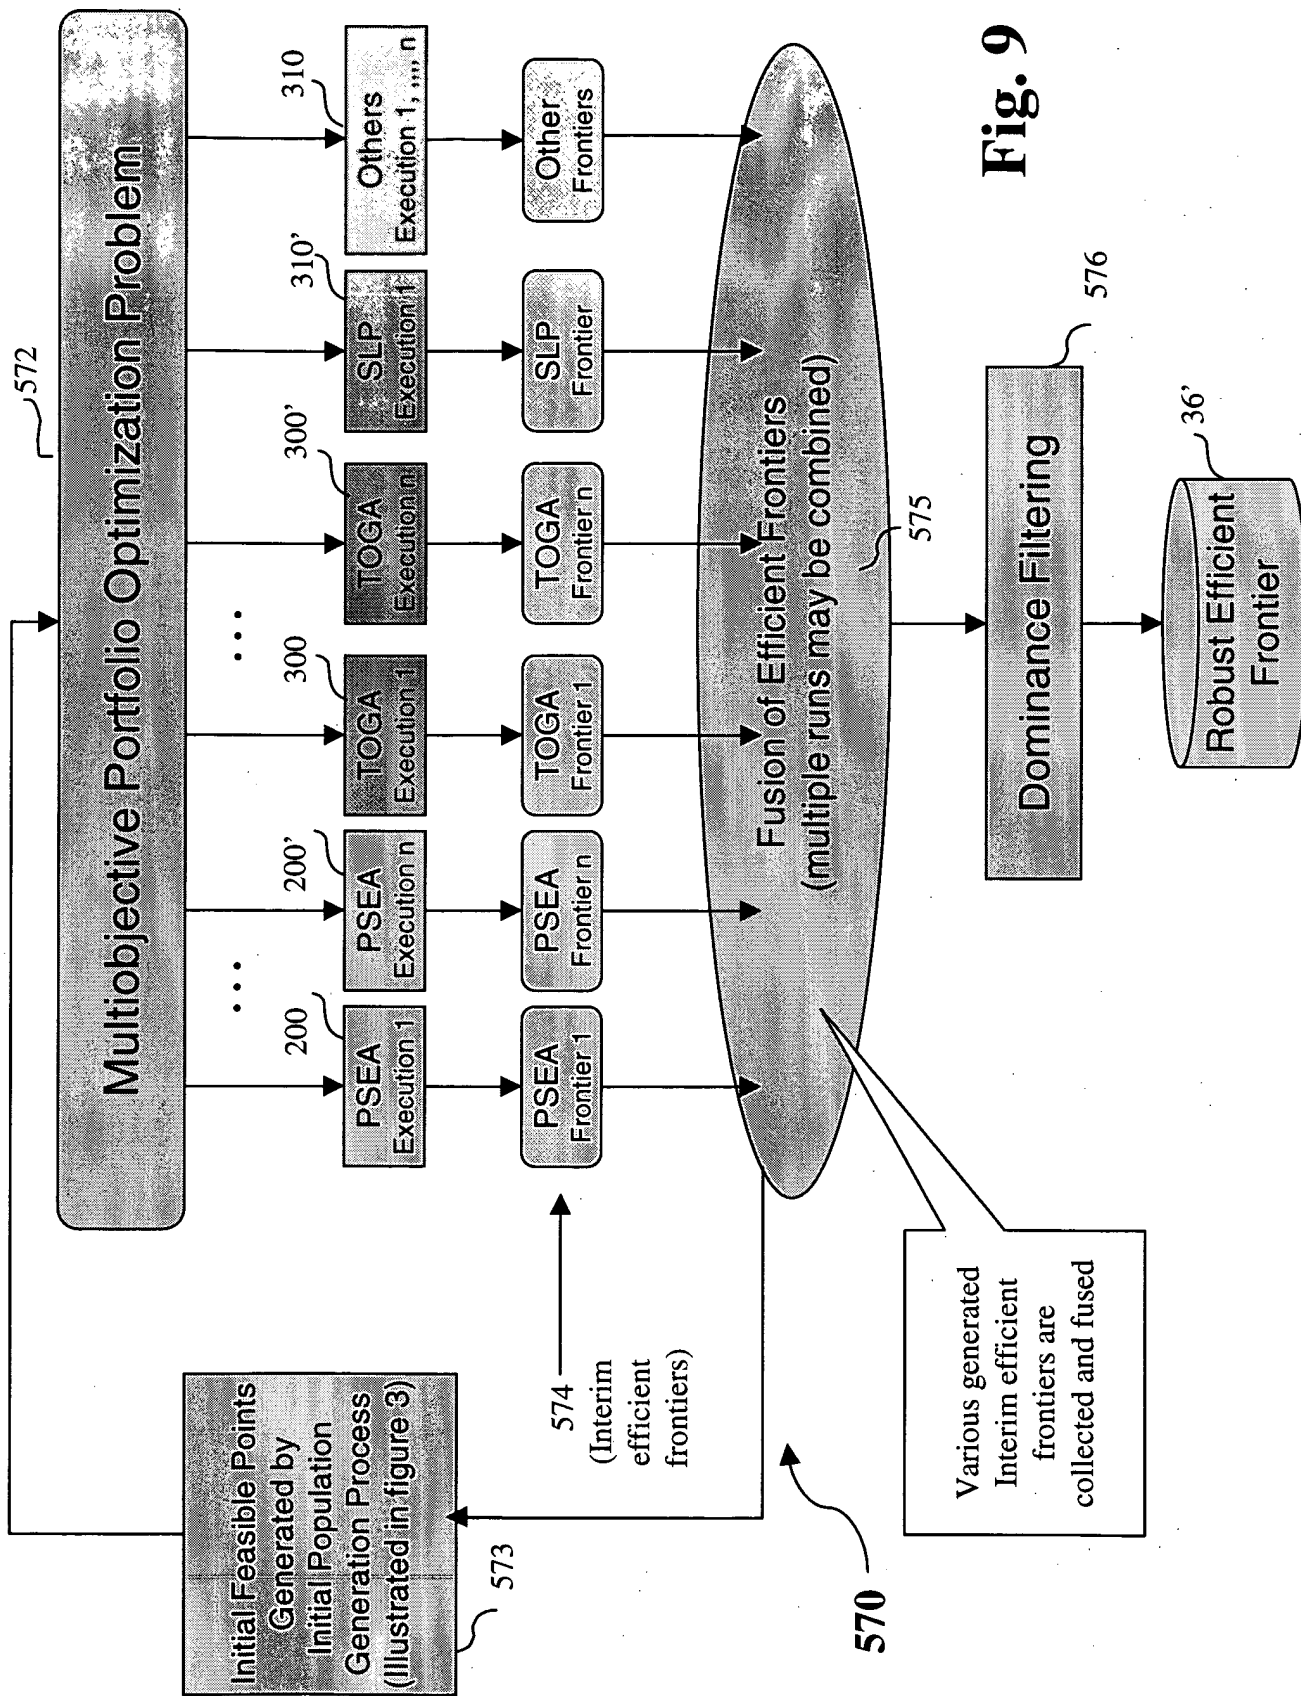 572
Multiobjective Portfolio Optimization Problem
Initial Feasible Points
Generated by
Initial Population
Generation Process
(Illustrated in figure 3)
573
• • •
• • •
200
200’
300
300’
310’
310
PSEA
Execution 1
PSEA
Execution n
TOGA
Execution 1
TOGA
Execution n
SLP
Execution 1
Others
Execution 1, ,..., n
574
(Interim
efficient
frontiers)
PSEA
Frontier 1
PSEA
Frontier n
TOGA
Frontier 1
TOGA
Frontier n
SLP
Frontier
Other
Frontiers
Fusion of Efficient Frontiers
(multiple runs may be combined)
575
570
Various generated
Interim efficient
frontiers are
collected and fused
Dominance Filtering
576
36’
Robust Efficient
Frontier
Fig. 9